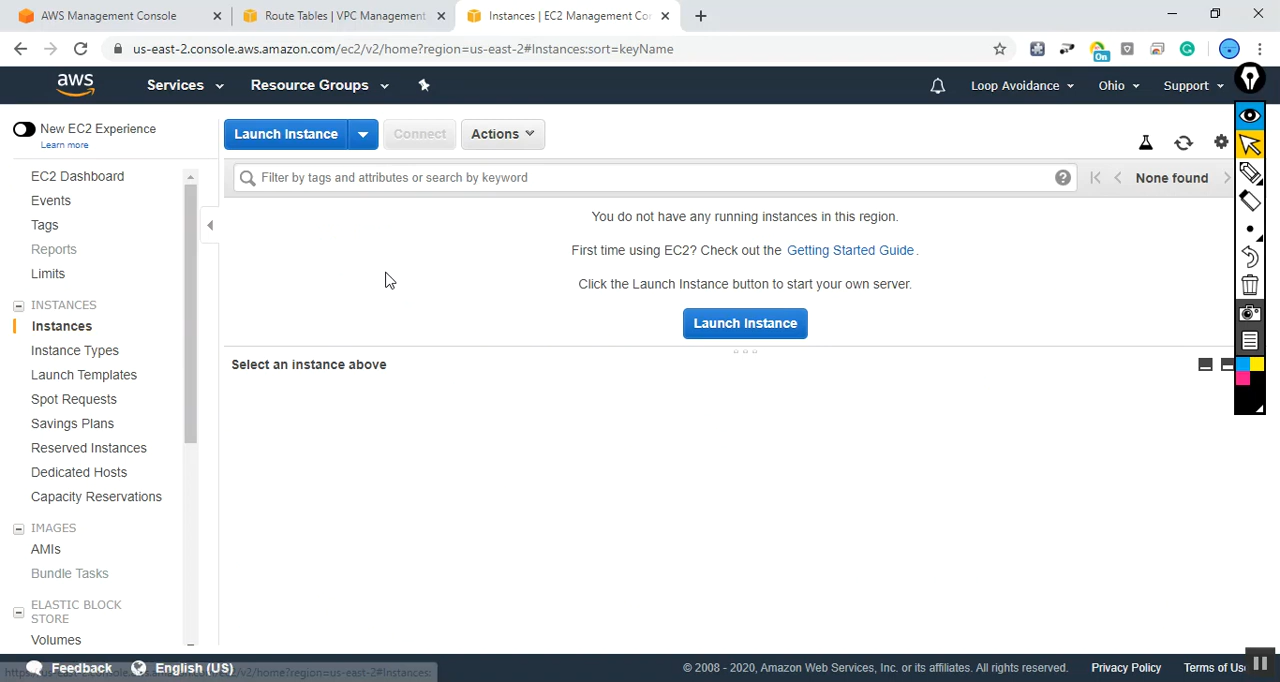 AWS Management Console
Route Tables | VPC Management
Instances | EC2 Management Co
us-east-2.console.aws.amazon.com/ec2/v2/home?region=us-east-2#Instances:sort=keyName
On
aws
Services
Resource Groups
Loop Avoidance
Ohio
Support
New EC2 Experience
Learn more
EC2 Dashboard
Events
Tags
Reports
Limits
INSTANCES
Instances
Instance Types
Launch Templates
Spot Requests
Savings Plans
Reserved Instances
Dedicated Hosts
Capacity Reservations
IMAGES
AMIs
Bundle Tasks
ELASTIC BLOCK
STORE
Volumes
Launch Instance
Connect
Actions
Filter by tags and attributes or search by keyword
None found
You do not have any running instances in this region.
First time using EC2? Check out the Getting Started Guide.
Click the Launch Instance button to start your own server.
Launch Instance
Select an instance above
Feedback
English (US)
© 2008 - 2020, Amazon Web Services, Inc. or its affiliates. All rights reserved.
Privacy Policy
Terms of Us